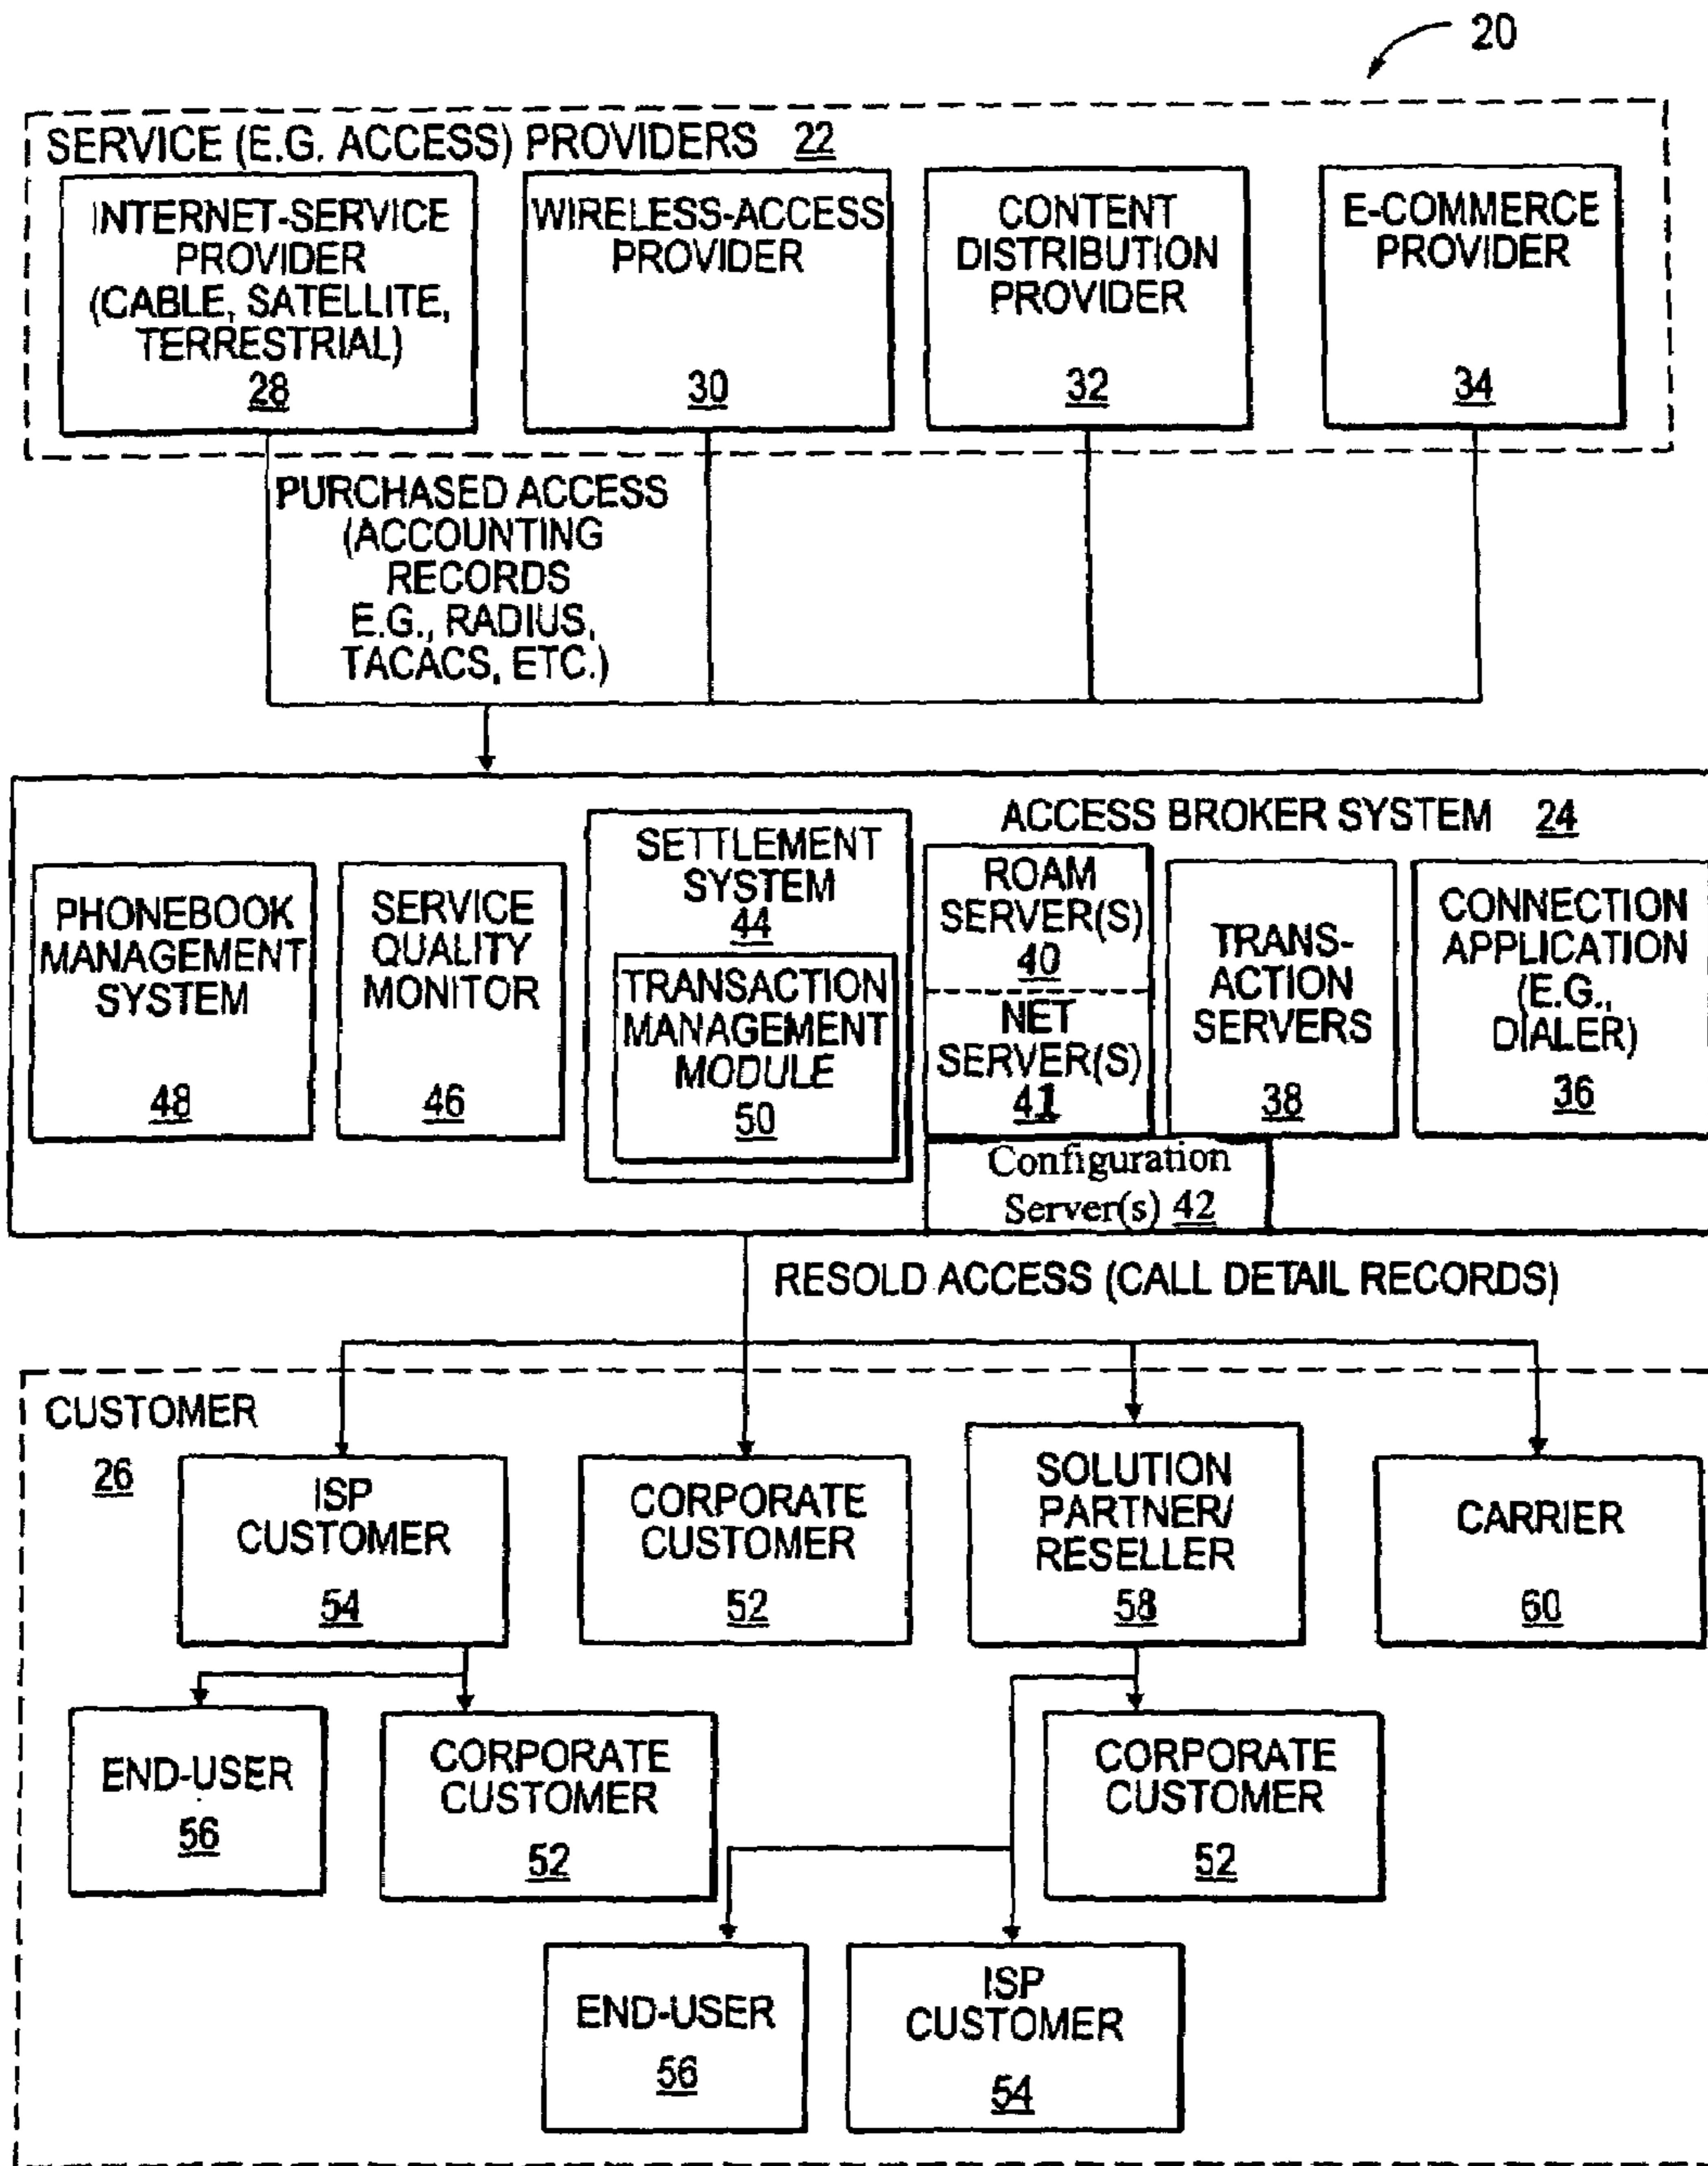 20
SERVICE (E.G. ACCESS) PROVIDERS 22
INTERNET-SERVICE
PROVIDER
(CABLE, SATELLITE,
TERRESTRIAL)
28
WIRELESS-ACCESS
PROVIDER
30
CONTENT
DISTRIBUTION
PROVIDER
32
E-COMMERCE
PROVIDER
34
PURCHASED ACCESS
(ACCOUNTING
RECORDS
E.G., RADIUS,
TACACS, ETC.)
ACCESS BROKER SYSTEM 24
PHONEBOOK
MANAGEMENT
SYSTEM
48
SERVICE
QUALITY
MONITOR
46
SETTLEMENT
SYSTEM
44
TRANSACTION
MANAGEMENT
MODULE
50
ROAM
SERVER(S)
40
NET
SERVER(S)
41
TRANS-
ACTION
SERVERS
38
CONNECTION
APPLICATION
(E.G.,
DIALER)
36
Configuration
Server(s) 42
RESOLD ACCESS (CALL DETAIL RECORDS)
CUSTOMER
26
ISP
CUSTOMER
54
CORPORATE
CUSTOMER
52
SOLUTION
PARTNER/
RESELLER
58
CARRIER
60
END-USER
56
CORPORATE
CUSTOMER
52
CORPORATE
CUSTOMER
52
END-USER
56
ISP
CUSTOMER
54